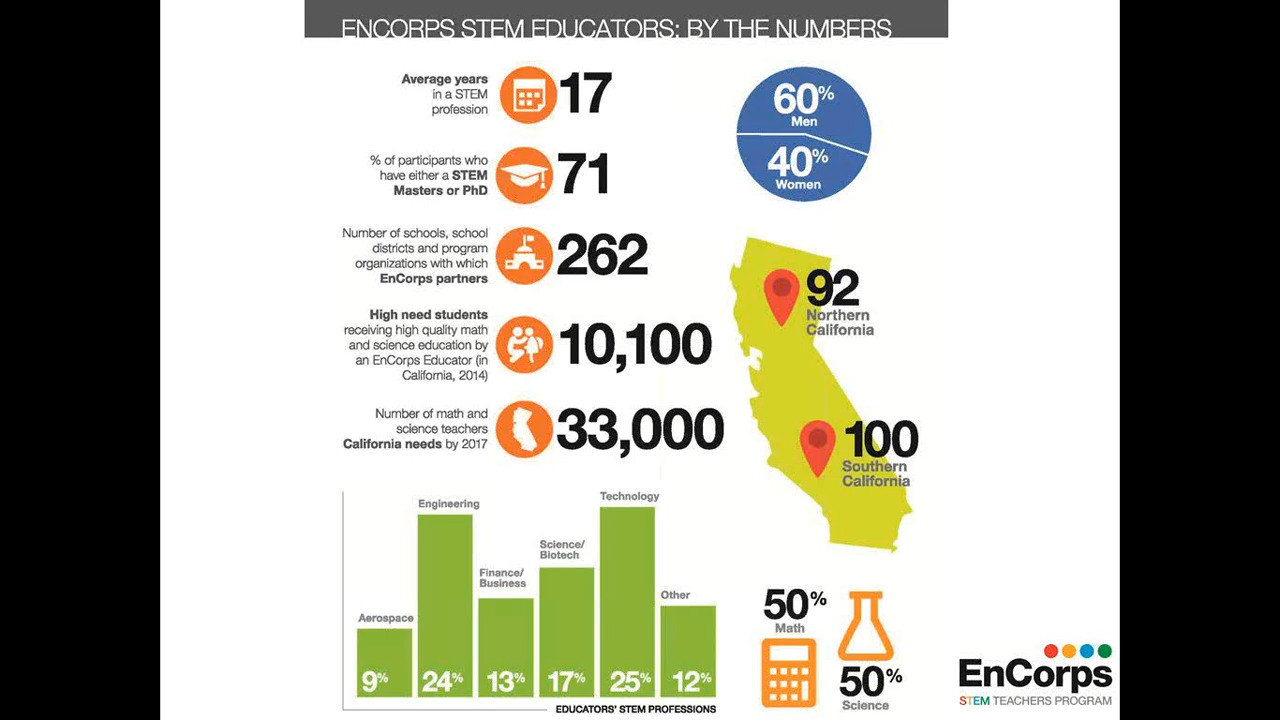 ENCORPS STEM EDUCATORS: BY THE NUMBERS
Average years
in a STEM
profession
17
% of participants who
have either a STEM
Masters or PhD
71
Number of schools, school
districts and program
organizations with which
EnCorps partners
262
High need students
receiving high quality math
and science education by
an EnCorps Educator (in
California, 2014)
10,100
Number of math and
science teachers
California needs by 2017
33,000
60%
Men
40%
Women
92
Northern
California
100
Southern
California
Aerospace
9%
Engineering
24%
Finance/
Business
13%
Science/
Biotech
17%
Technology
25%
Other
12%
EDUCATORS' STEM PROFESSIONS
50%
Math
50%
Science
EnCorps
STEM TEACHERS PROGRAM